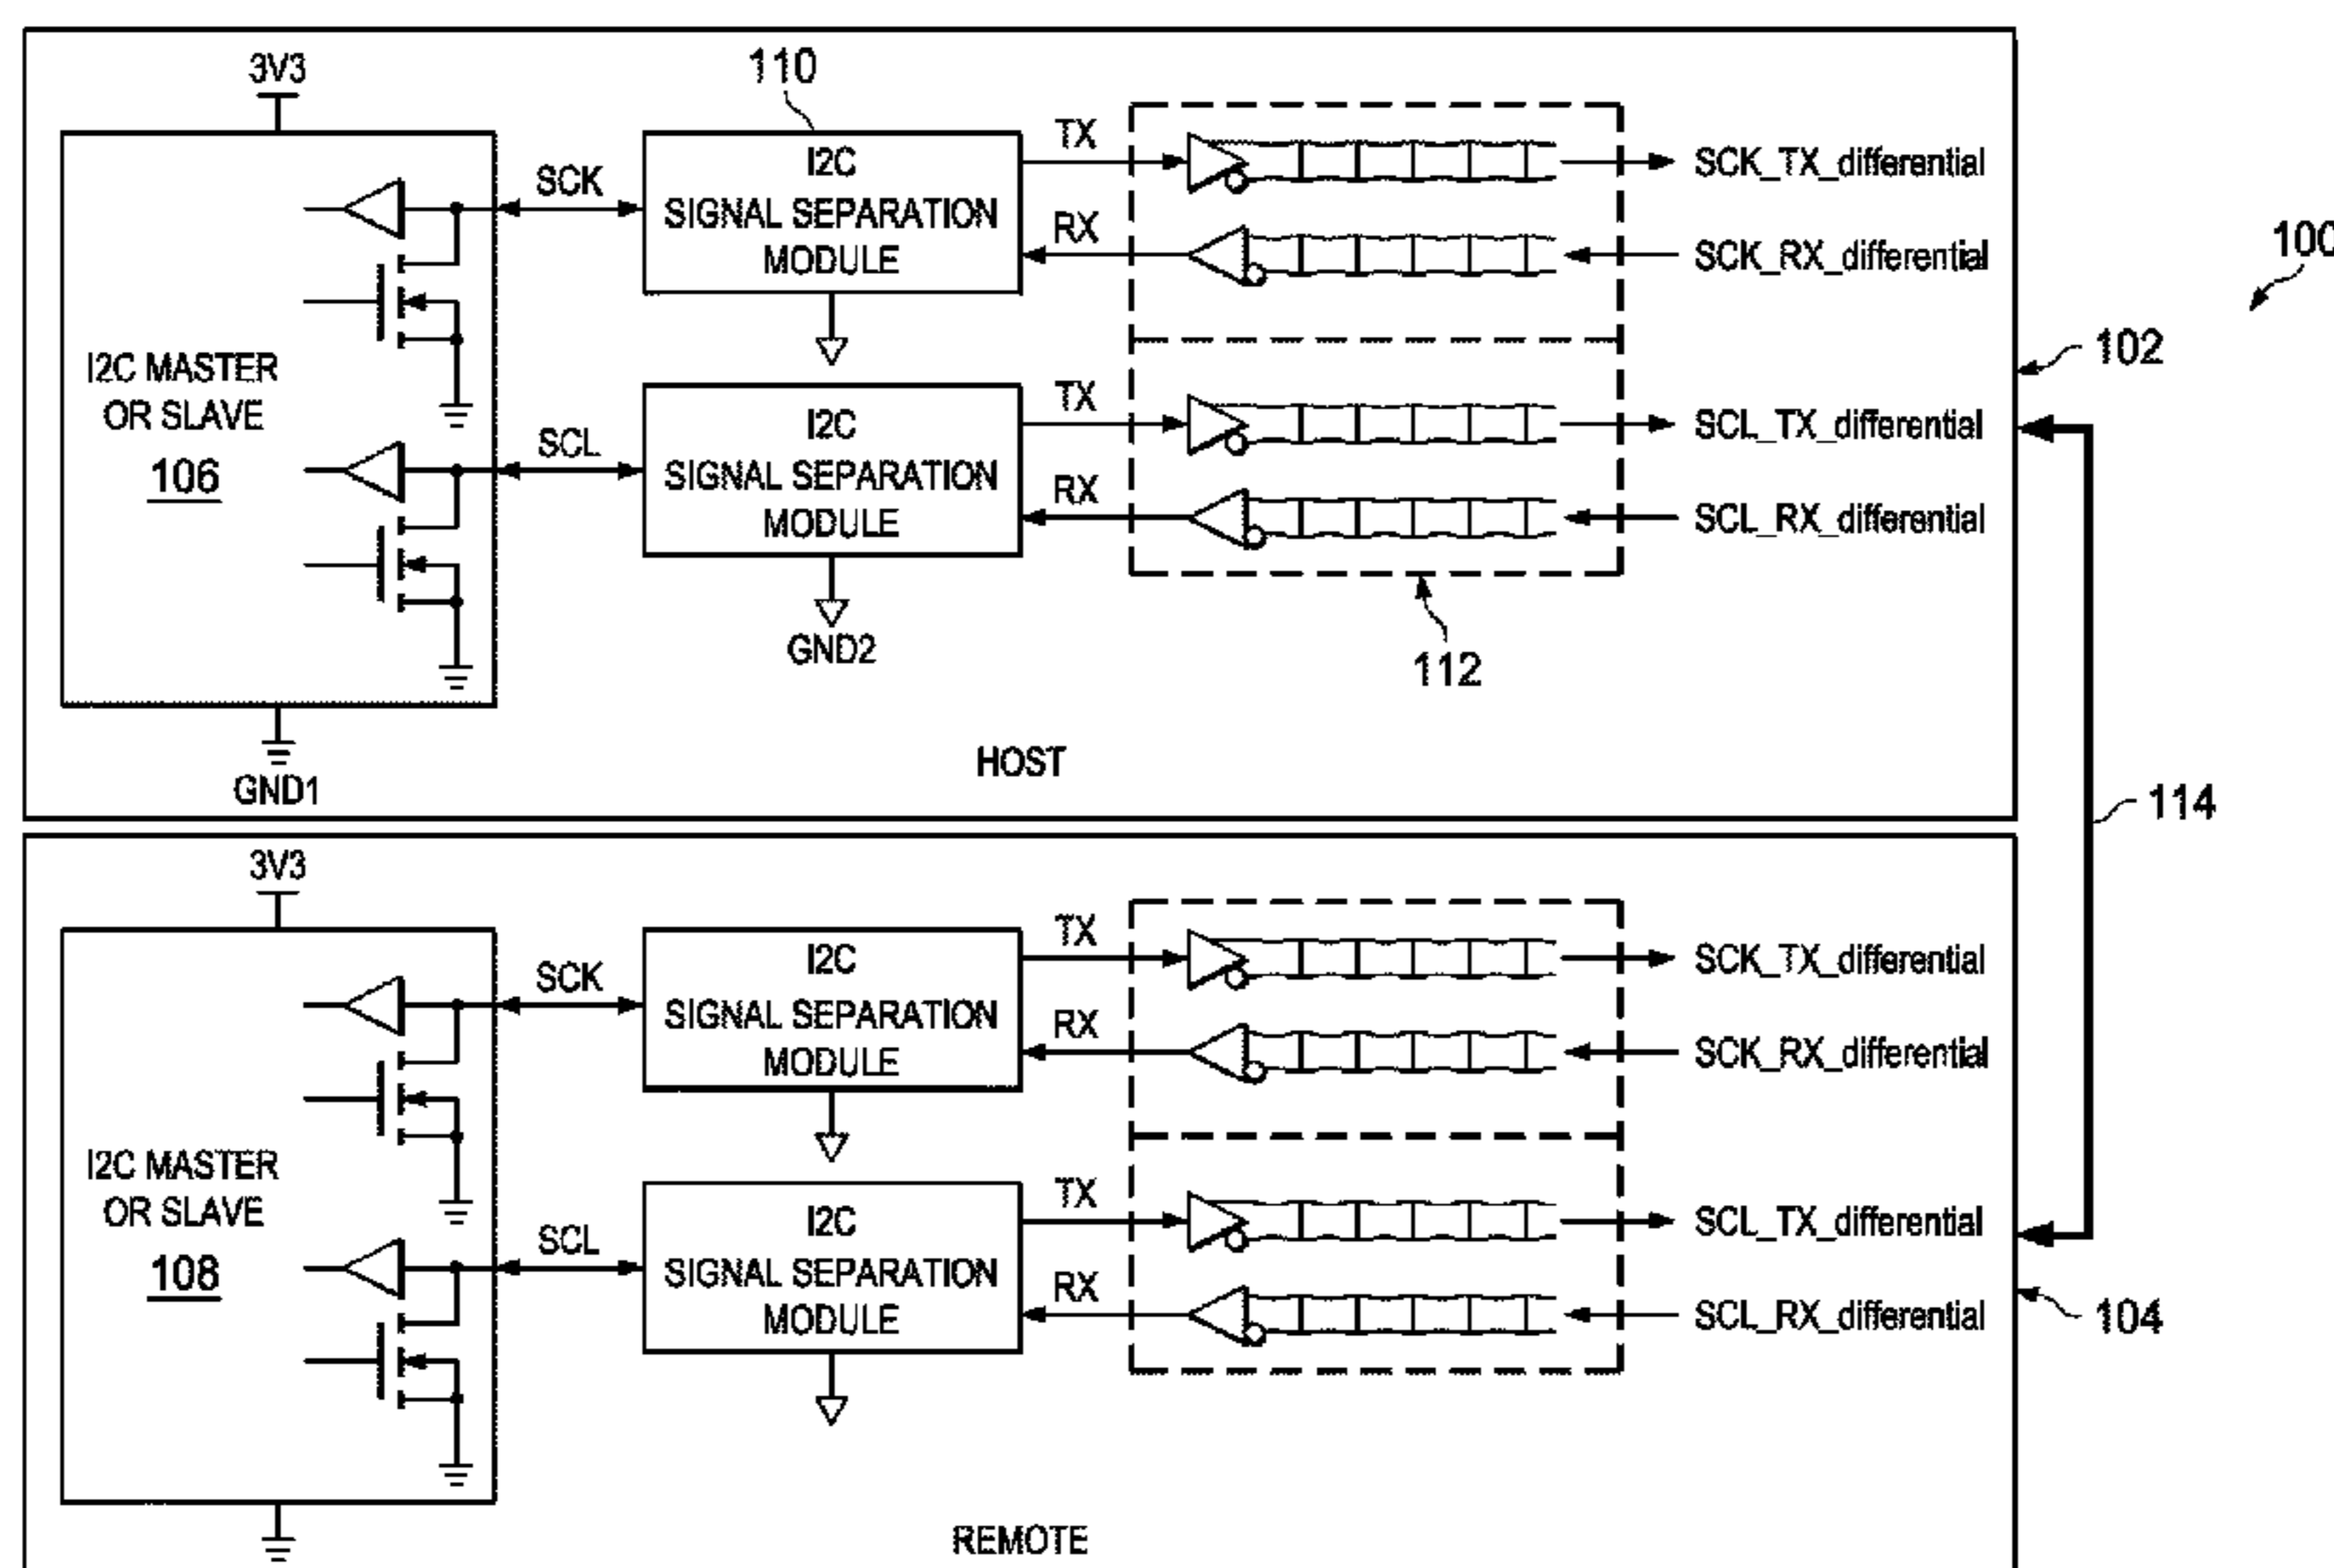 3V3
110
I2C
SIGNAL SEPARATION
MODULE
SCK
TX
RX
SCK_TX_differential
SCK_RX_differential
100
102
I2C MASTER
OR SLAVE
106
SCL
I2C
SIGNAL SEPARATION
MODULE
TX
RX
SCL_TX_differential
SCL_RX_differential
GND2
112
GND1
HOST
114
3V3
I2C
SIGNAL SEPARATION
MODULE
SCK
TX
RX
SCK_TX_differential
SCK_RX_differential
I2C MASTER
OR SLAVE
108
SCL
I2C
SIGNAL SEPARATION
MODULE
TX
RX
SCL_TX_differential
SCL_RX_differential
104
REMOTE